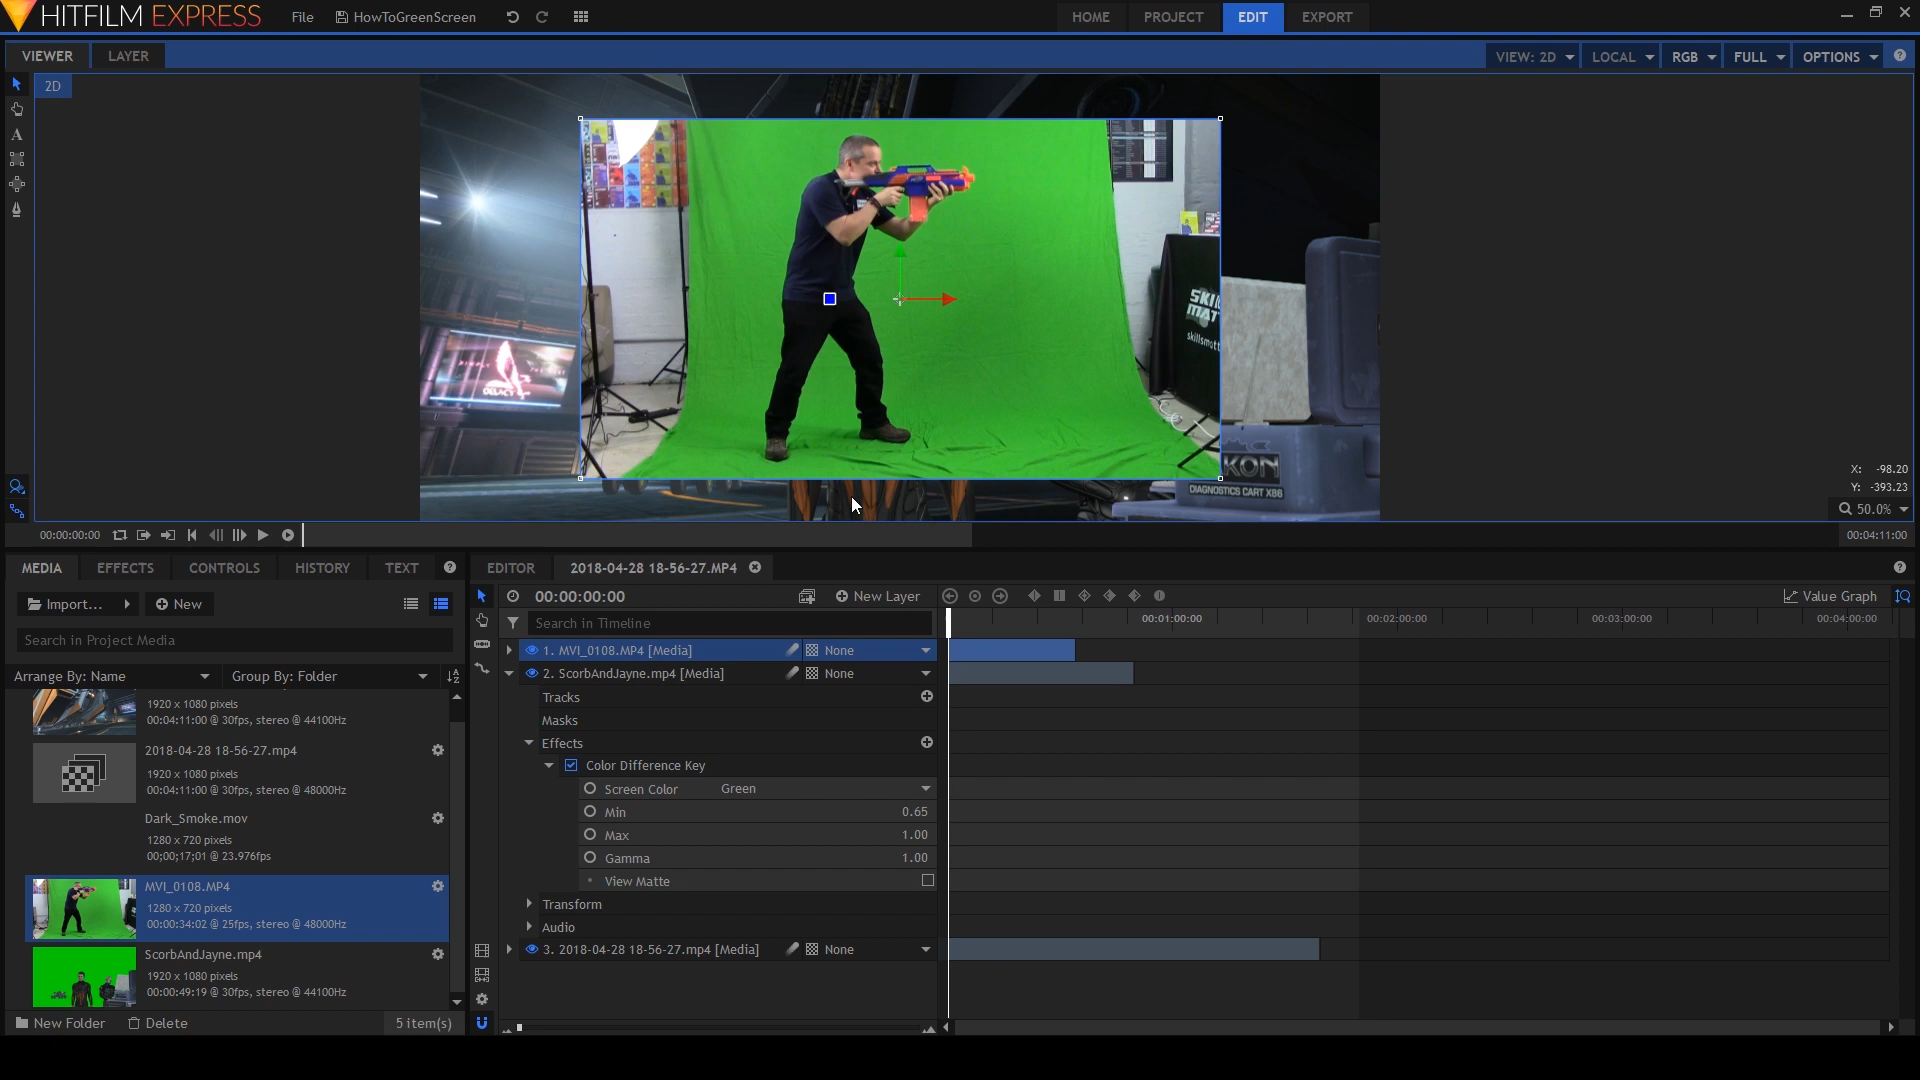 HITFILM EXPRESS
File
HowToGreenScreen
HOME
PROJECT
EDIT
EXPORT
VIEWER
LAYER
VIEW: 2D
LOCAL
RGB
FULL
OPTIONS
2D
DELACY
SKILLS MATT
skillsmatt
KON
DIAGNOSTICS CART X86
X: -98.20
Y: -393.23
50.0%
00:00:00:00
00:04:11:00
MEDIA
EFFECTS
CONTROLS
HISTORY
TEXT
EDITOR
2018-04-28 18-56-27.MP4
Import...
New
00:00:00:00
New Layer
Value Graph
Search in Project Media
Search in Timeline
00:01:00:00
00:02:00:00
00:03:00:00
00:04:00:00
Arrange By: Name
Group By: Folder
1920 x 1080 pixels
00:04:11:00 @ 30fps, stereo @ 44100Hz
2018-04-28 18-56-27.mp4
1920 x 1080 pixels
00:04:11:00 @ 30fps, stereo @ 48000Hz
Dark_Smoke.mov
1280 x 720 pixels
00;00;17;01 @ 23.976fps
MVI_0108.MP4
1280 x 720 pixels
00:00:34:02 @ 25fps, stereo @ 48000Hz
ScorbAndJayne.mp4
1920 x 1080 pixels
00:00:49:19 @ 30fps, stereo @ 44100Hz
New Folder
Delete
5 item(s)
1. MVI_0108.MP4 [Media]
None
2. ScorbAndJayne.mp4 [Media]
None
Tracks
Masks
Effects
Color Difference Key
Screen Color
Green
Min
0.65
Max
1.00
Gamma
1.00
View Matte
Transform
Audio
3. 2018-04-28 18-56-27.mp4 [Media]
None